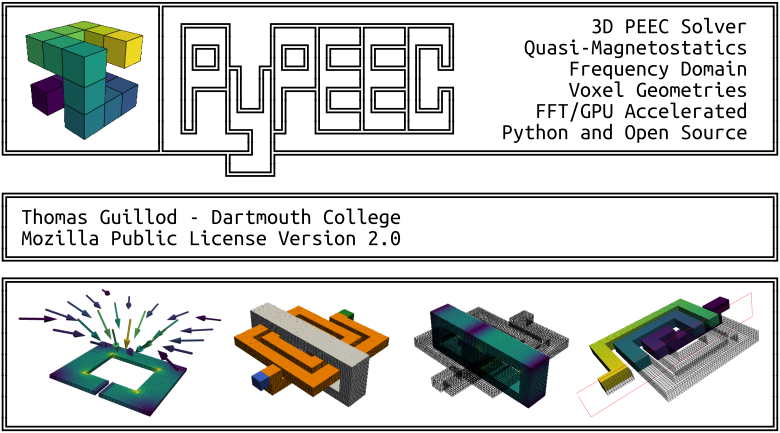 PyPEEC
3D PEEC Solver
Quasi-Magnetostatics
Frequency Domain
Voxel Geometries
FFT/GPU Accelerated
Python and Open Source
Thomas Guillod - Dartmouth College
Mozilla Public License Version 2.0